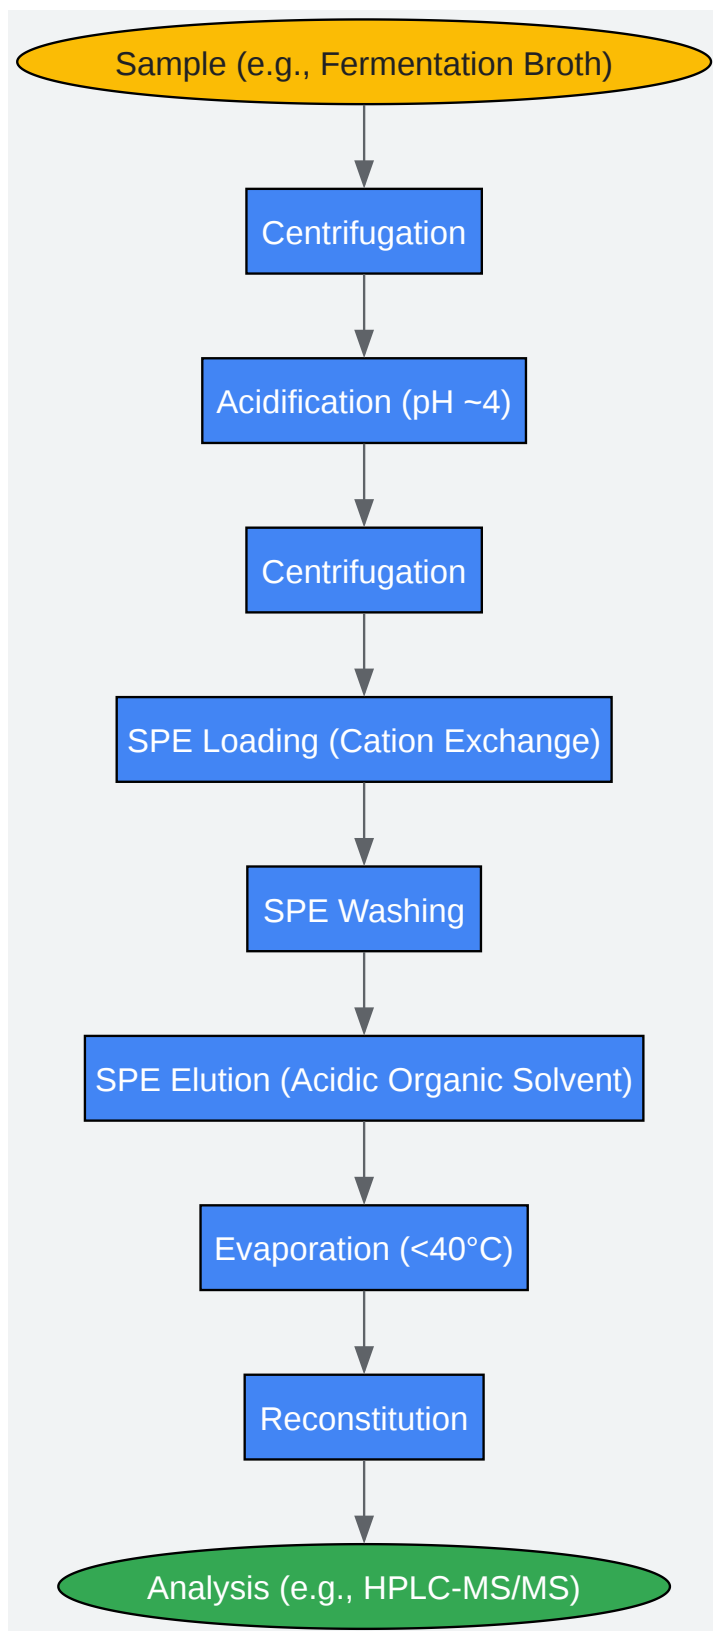 Sample (e.g., Fermentation Broth)
Centrifugation
Acidification (pH ~4)
Centrifugation
SPE Loading (Cation Exchange)
SPE Washing
SPE Elution (Acidic Organic Solvent)
Evaporation (<40°C)
Reconstitution
Analysis (e.g., HPLC-MS/MS)